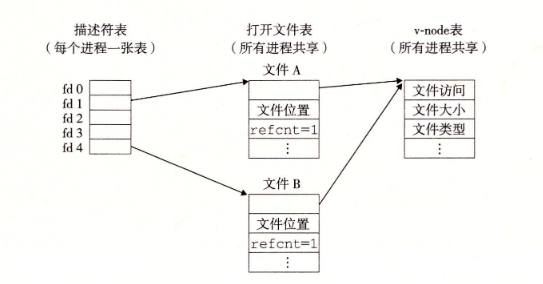 描述符表
（每个进程一张表）
打开文件表
（所有进程共享）
v-node表
（所有进程共享）
fd 0
fd 1
fd 2
fd 3
fd 4
文件 A
文件位置
refcnt=1
⋮
文件 B
文件位置
refcnt=1
⋮
文件访问
文件大小
文件类型
⋮